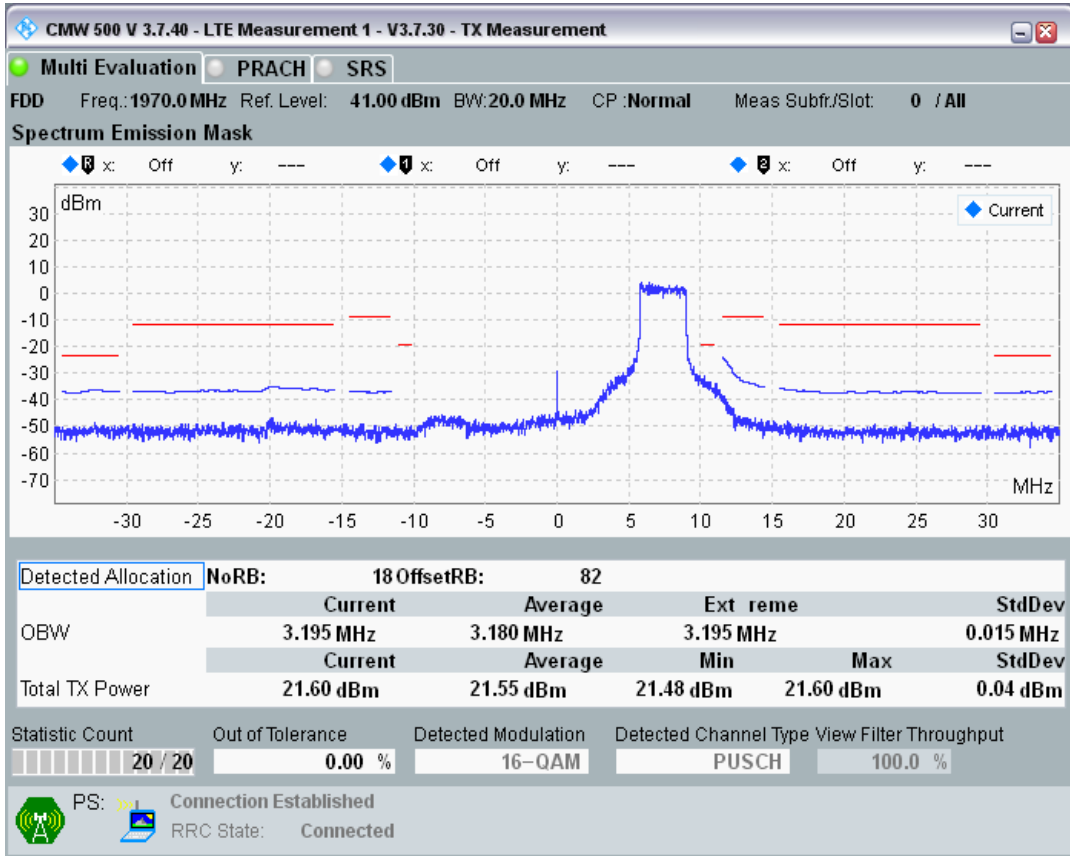 CMW 500 V 3.7.40 - LTE Measurement 1 - V3.7.30 - TX Measurement
Multi Evaluation PRACH SRS
FDD Freq.: 1970.0 MHz Ref. Level: 41.00 dBm BW: 20.0 MHz CP : Normal Meas Subfr./Slot: 0 / All
Spectrum Emission Mask
R x: Off y: --- 1 x: Off y: --- 2 x: Off y: ---
dBm
Current
30
20
10
0
-10
-20
-30
-40
-50
-60
-70
MHz
-30 -25 -20 -15 -10 -5 0 5 10 15 20 25 30
Detected Allocation NoRB: 18 OffsetRB: 82
Current Average Ext reme StdDev
OBW 3.195 MHz 3.180 MHz 3.195 MHz 0.015 MHz
Current Average Min Max StdDev
Total TX Power 21.60 dBm 21.55 dBm 21.48 dBm 21.60 dBm 0.04 dBm
Statistic Count Out of Tolerance Detected Modulation Detected Channel Type View Filter Throughput
20 / 20 0.00 % 16-QAM PUSCH 100.0 %
PS: Connection Established
RRC State: Connected